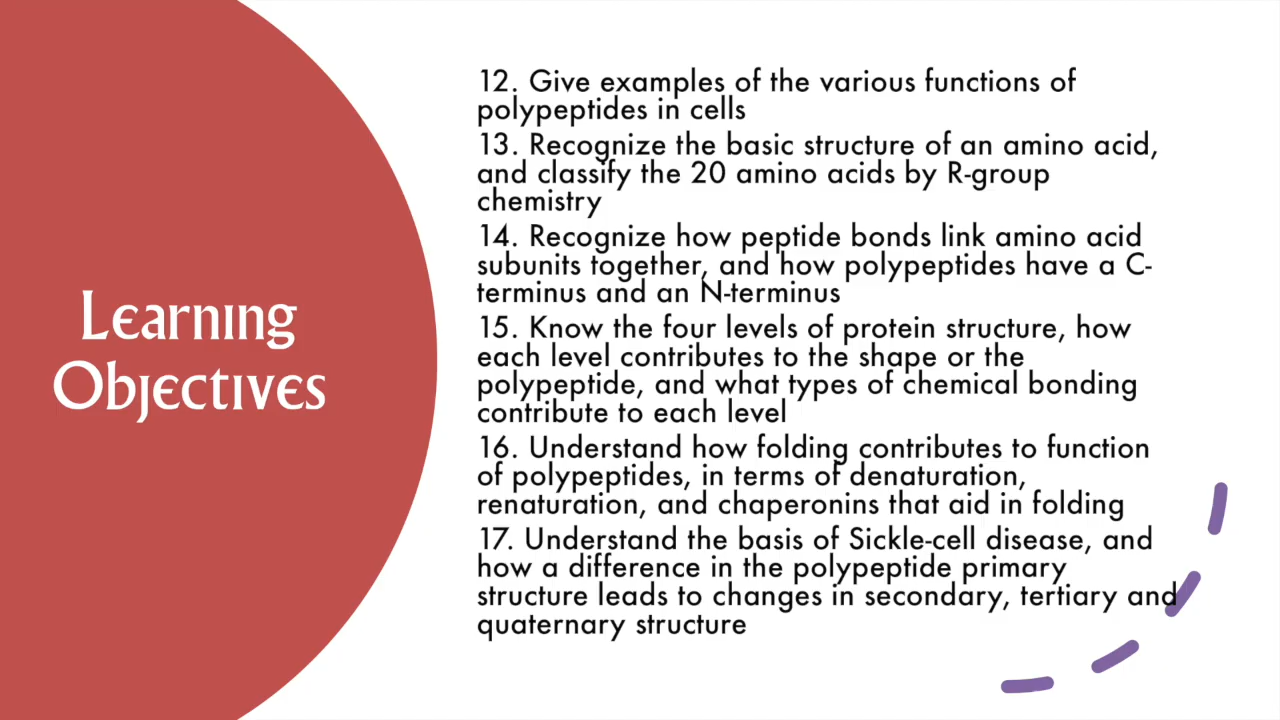 Learning
Objectives
12. Give examples of the various functions of
polypeptides in cells
13. Recognize the basic structure of an amino acid,
and classify the 20 amino acids by R-group
chemistry
14. Recognize how peptide bonds link amino acid
subunits together, and how polypeptides have a C-
terminus and an N-terminus
15. Know the four levels of protein structure, how
each level contributes to the shape or the
polypeptide, and what types of chemical bonding
contribute to each level
16. Understand how folding contributes to function
of polypeptides, in terms of denaturation,
renaturation, and chaperonins that aid in folding
17. Understand the basis of Sickle-cell disease, and
how a difference in the polypeptide primary
structure leads to changes in secondary, tertiary and
quaternary structure